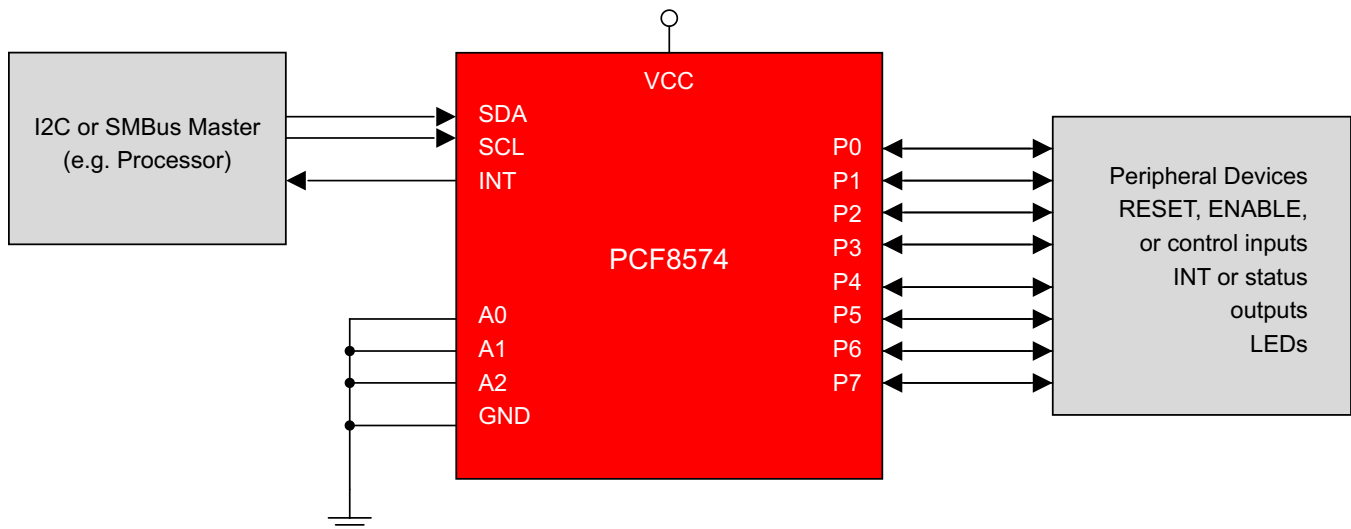 I2C or SMBus Master
(e.g. Processor)
VCC
SDA
SCL
INT
A0
A1
A2
GND
PCF8574
P0
P1
P2
P3
P4
P5
P6
P7
Peripheral Devices
RESET, ENABLE,
or control inputs
INT or status
outputs
LEDs